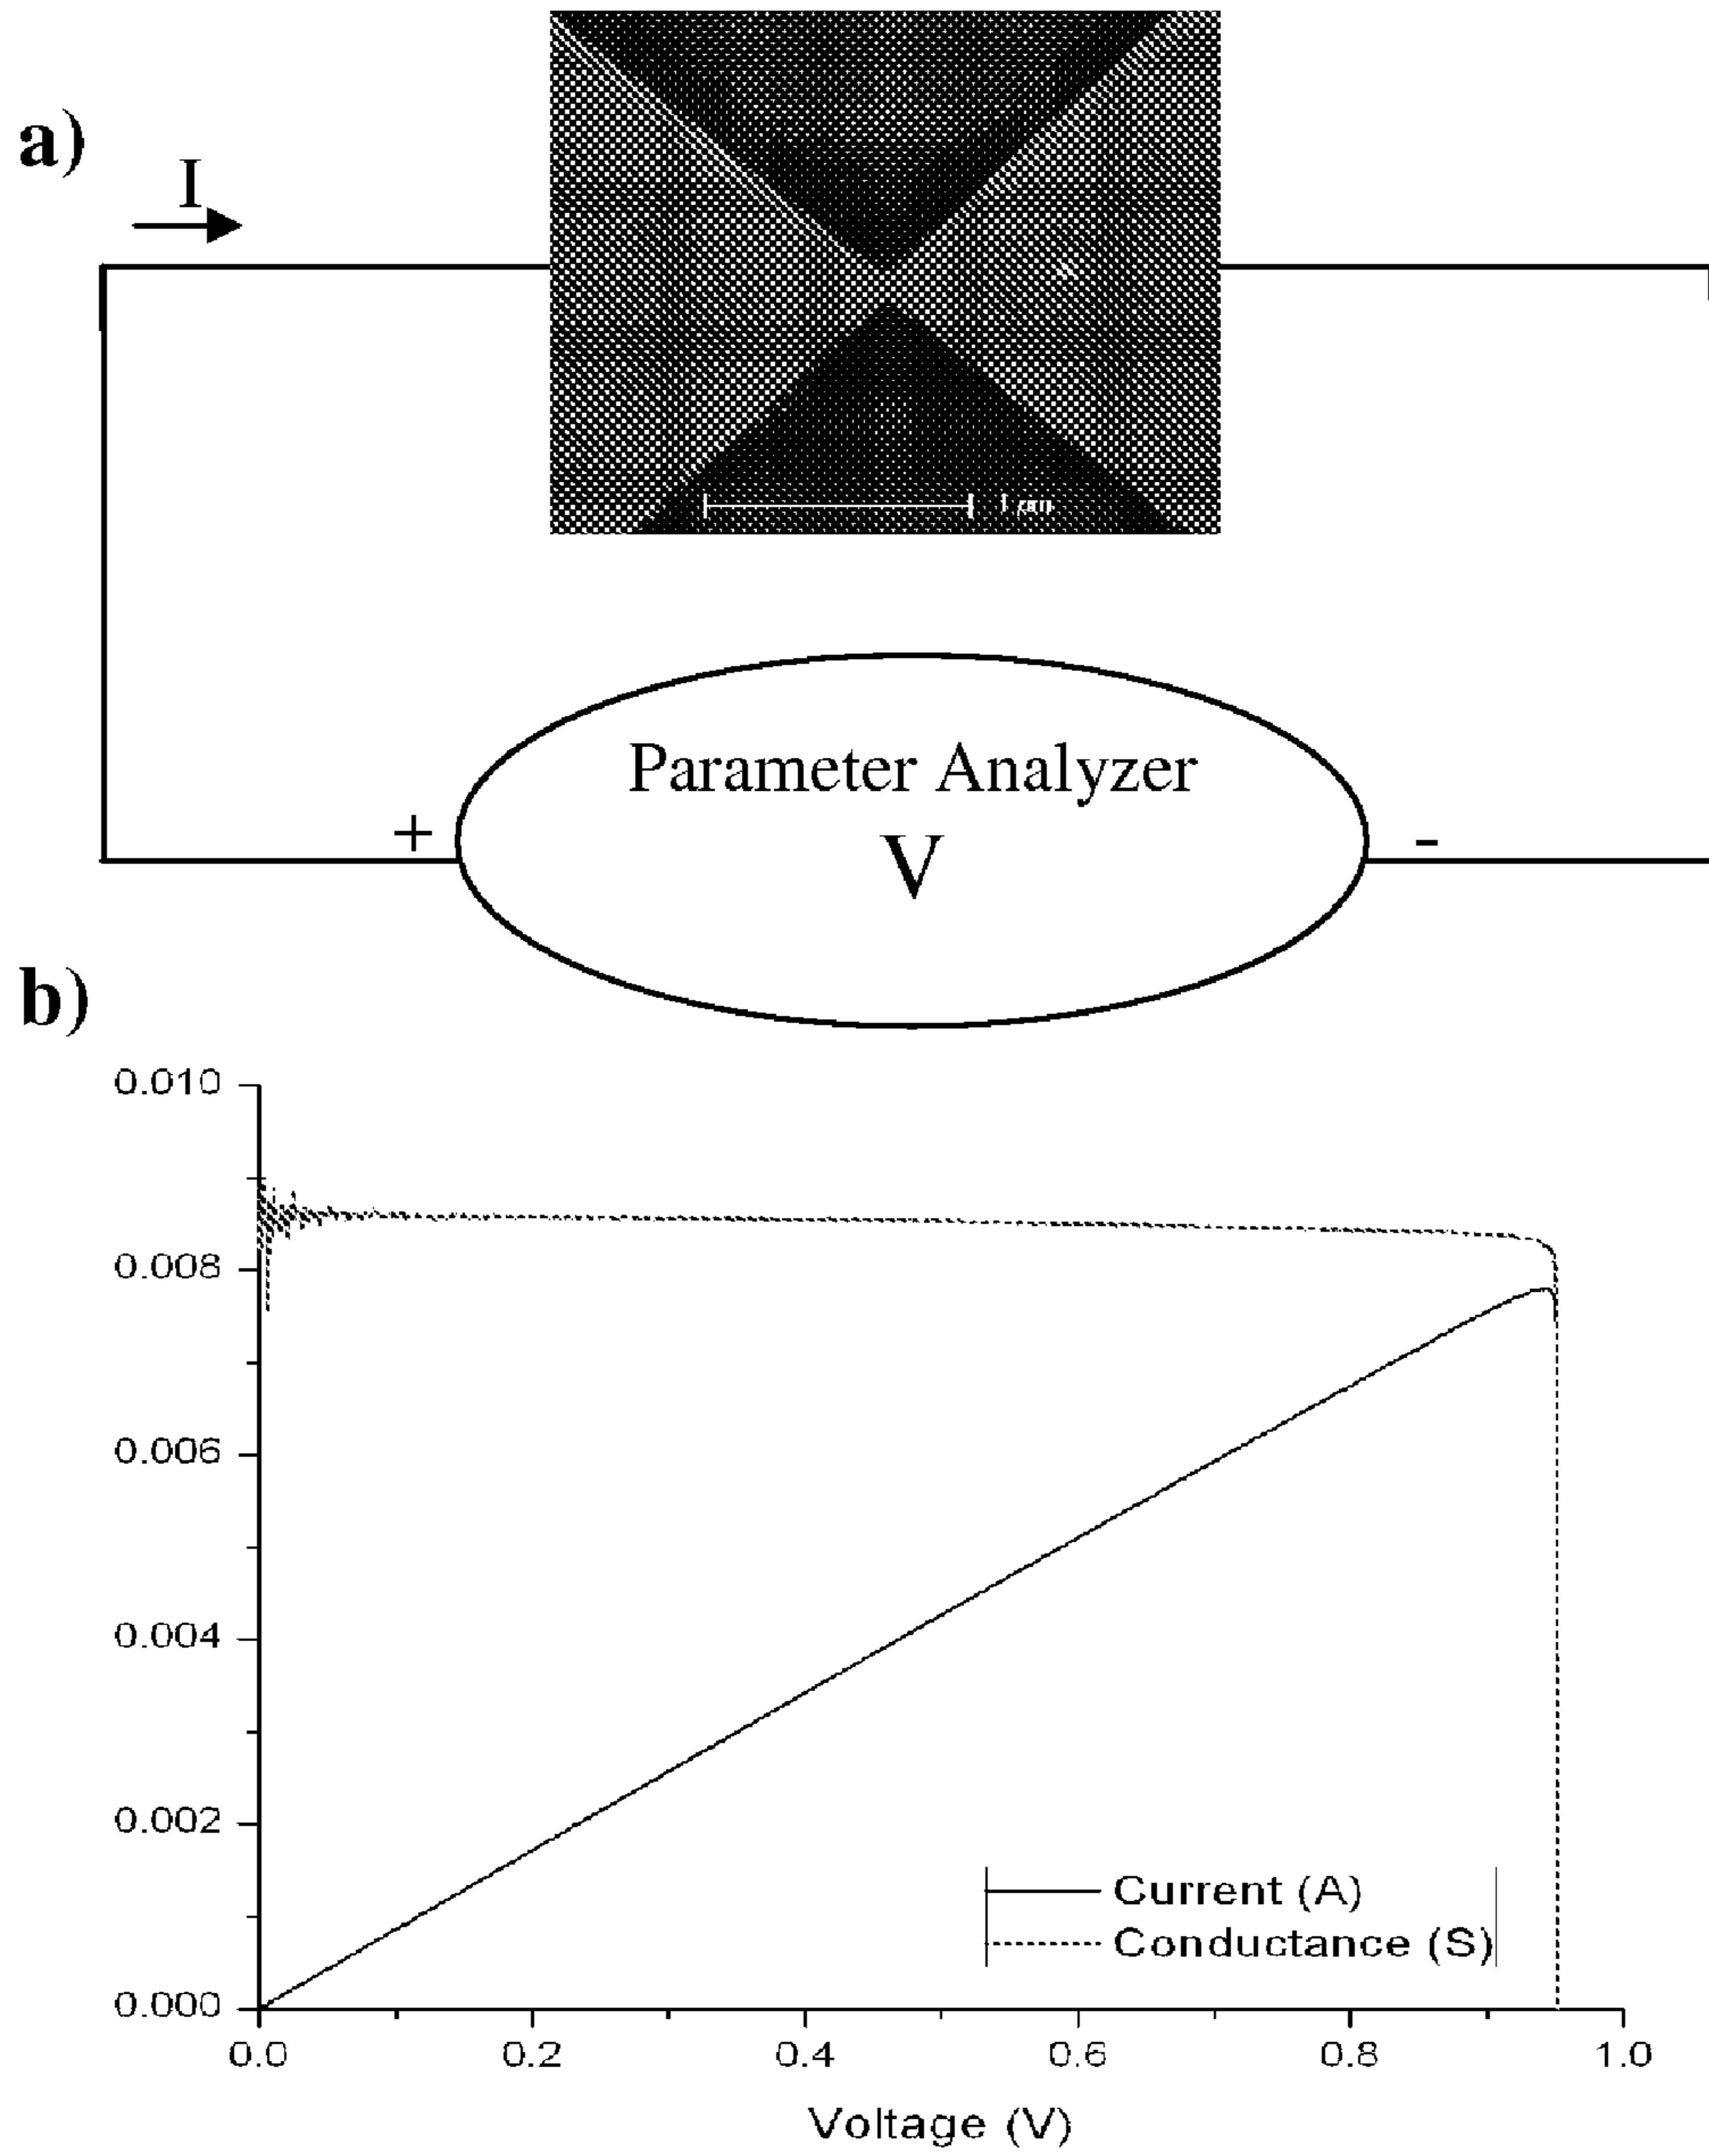 a)
I
Parameter Analyzer
+
-
V
b)
0.010
0.008
0.006
0.004
0.002
0.000
Current (A)
Conductance (S)
0.0 0.2 0.4 0.6 0.8 1.0
Voltage (V)